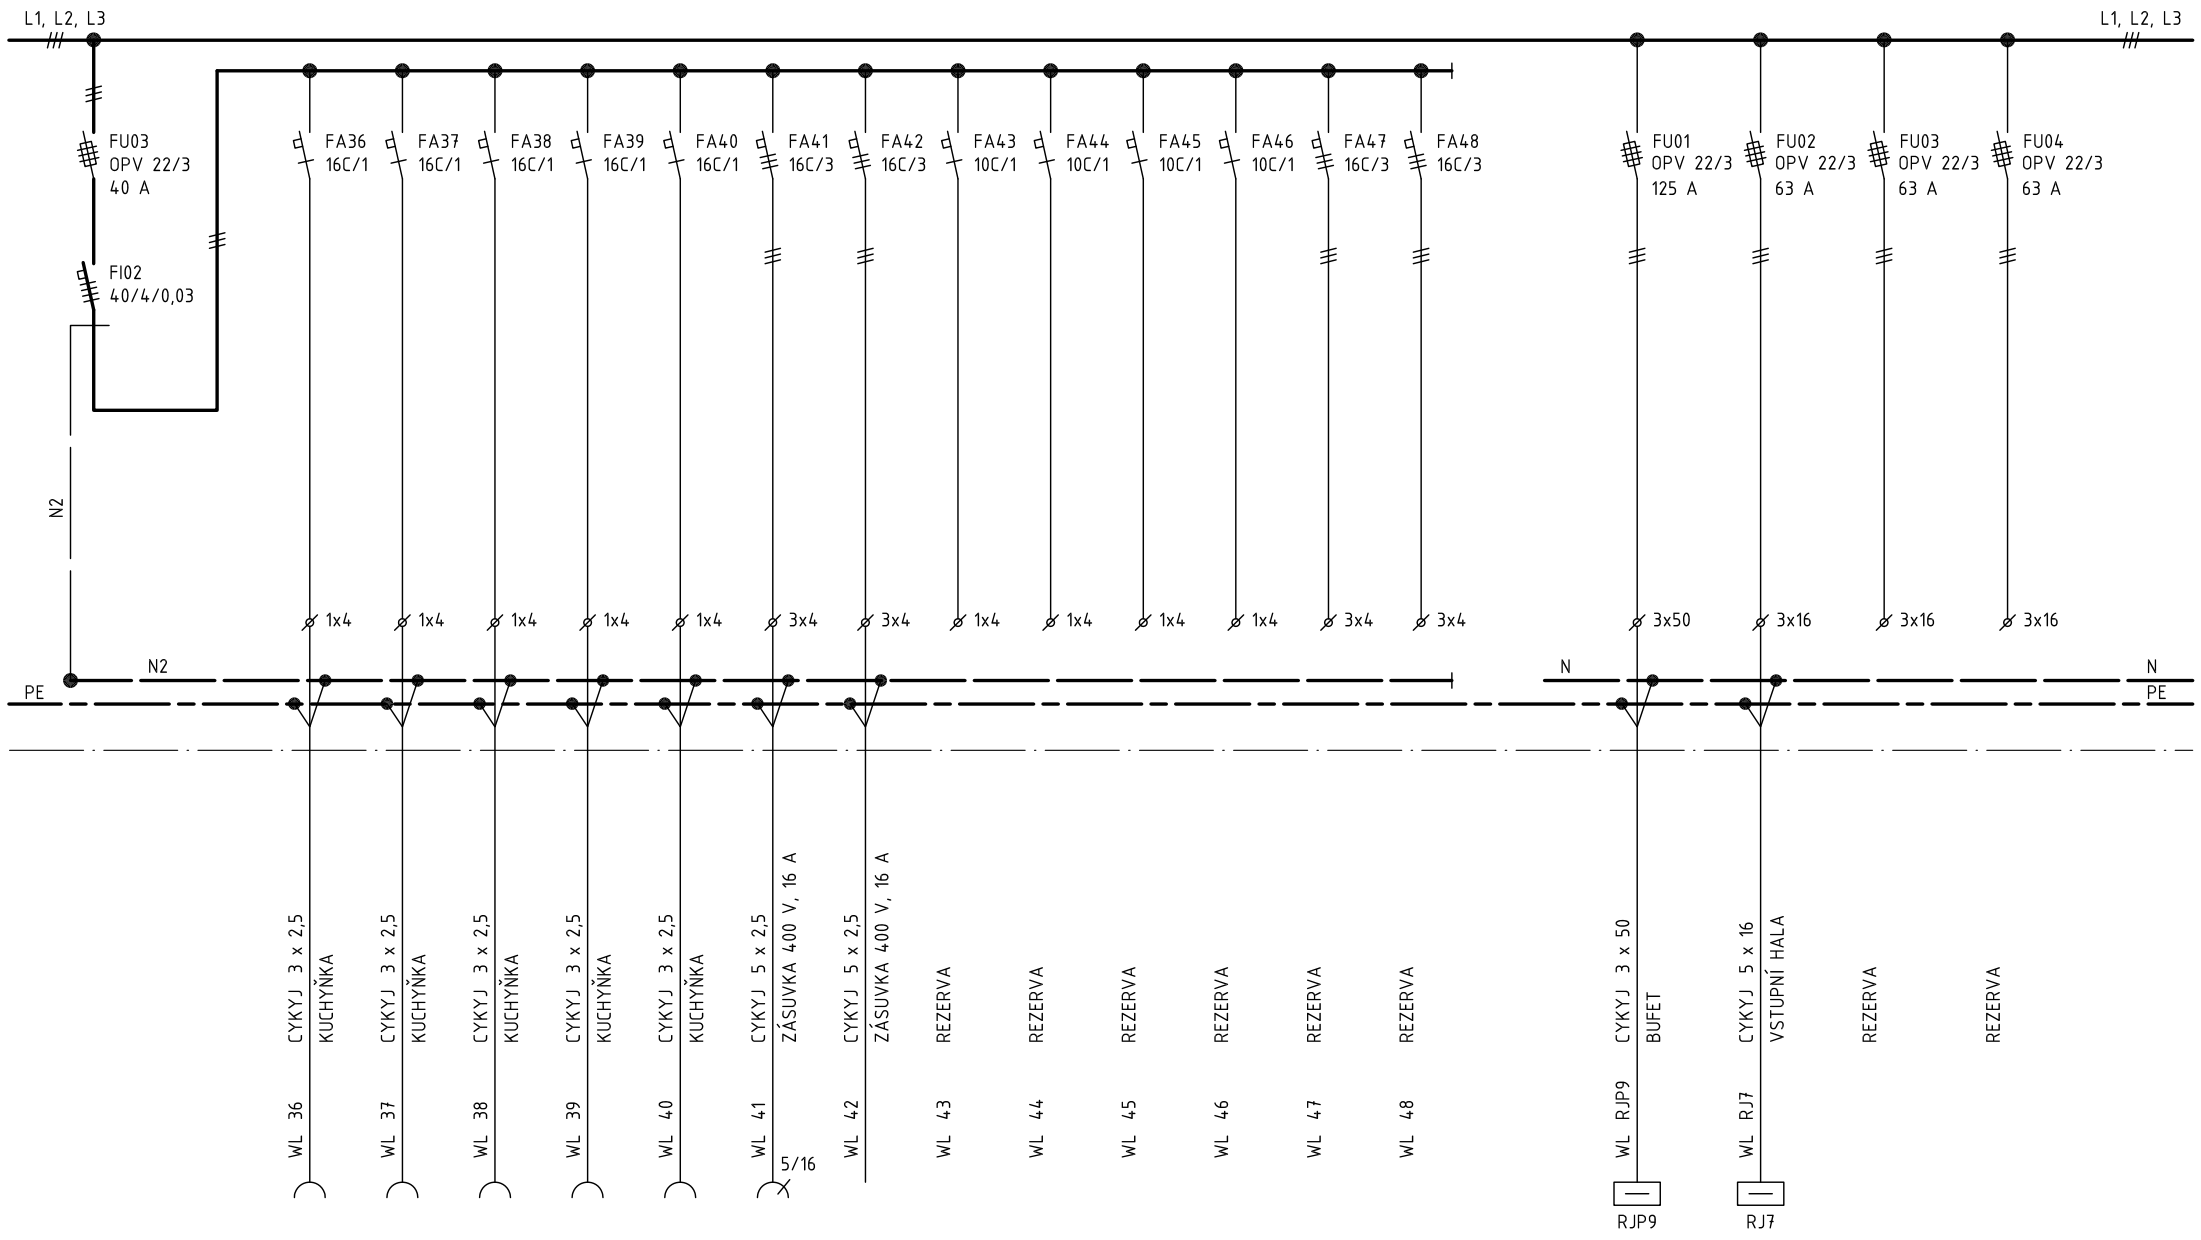 L1, L2, L3
L1, L2, L3
FU03
OPV 22/3
40 A
FI02
40/4/0,03
FA36
16C/1
FA37
16C/1
FA38
16C/1
FA39
16C/1
FA40
16C/1
FA41
16C/3
FA42
16C/3
FA43
10C/1
FA44
10C/1
FA45
10C/1
FA46
10C/1
FA47
16C/3
FA48
16C/3
FU01
OPV 22/3
125 A
FU02
OPV 22/3
63 A
FU03
OPV 22/3
63 A
FU04
OPV 22/3
63 A
N2
1x4
1x4
1x4
1x4
1x4
3x4
3x4
1x4
1x4
1x4
1x4
3x4
3x4
3x50
3x16
3x16
3x16
N2
N
N
PE
PE
WL 36 CYKYJ 3 x 2,5
KUCHYŇKA
WL 37 CYKYJ 3 x 2,5
KUCHYŇKA
WL 38 CYKYJ 3 x 2,5
KUCHYŇKA
WL 39 CYKYJ 3 x 2,5
KUCHYŇKA
WL 40 CYKYJ 3 x 2,5
KUCHYŇKA
WL 41 CYKYJ 5 x 2,5
ZÁSUVKA 400 V, 16 A
5/16
WL 42 CYKYJ 5 x 2,5
ZÁSUVKA 400 V, 16 A
WL 43 REZERVA
WL 44 REZERVA
WL 45 REZERVA
WL 46 REZERVA
WL 47 REZERVA
WL 48 REZERVA
WL RJP9 CYKYJ 3 x 50
BUFET
WL RJ7 CYKYJ 5 x 16
VSTUPNÍ HALA
REZERVA
REZERVA
RJP9
RJ7